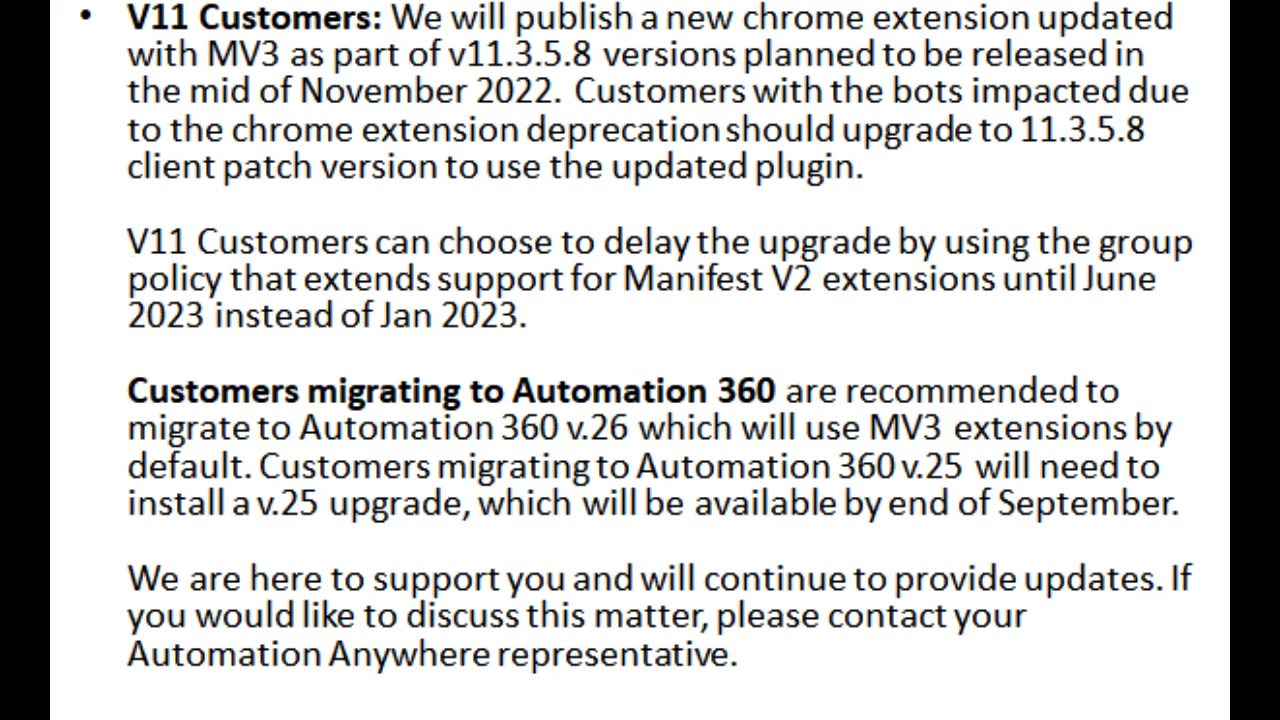 • V11 Customers: We will publish a new chrome extension updated
with MV3 as part of v11.3.5.8 versions planned to be released in
the mid of November 2022. Customers with the bots impacted due
to the chrome extension deprecation should upgrade to 11.3.5.8
client patch version to use the updated plugin.
V11 Customers can choose to delay the upgrade by using the group
policy that extends support for Manifest V2 extensions until June
2023 instead of Jan 2023.
Customers migrating to Automation 360 are recommended to
migrate to Automation 360 v.26 which will use MV3 extensions by
default. Customers migrating to Automation 360 v.25 will need to
install a v.25 upgrade, which will be available by end of September.
We are here to support you and will continue to provide updates. If
you would like to discuss this matter, please contact your
Automation Anywhere representative.